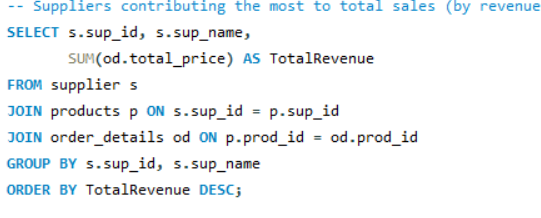 -- Suppliers contributing the most to total sales (by revenue
SELECT s.sup_id, s.sup_name,
SUM(od.total_price) AS TotalRevenue
FROM supplier s
JOIN products p ON s.sup_id = p.sup_id
JOIN order_details od ON p.prod_id = od.prod_id
GROUP BY s.sup_id, s.sup_name
ORDER BY TotalRevenue DESC;